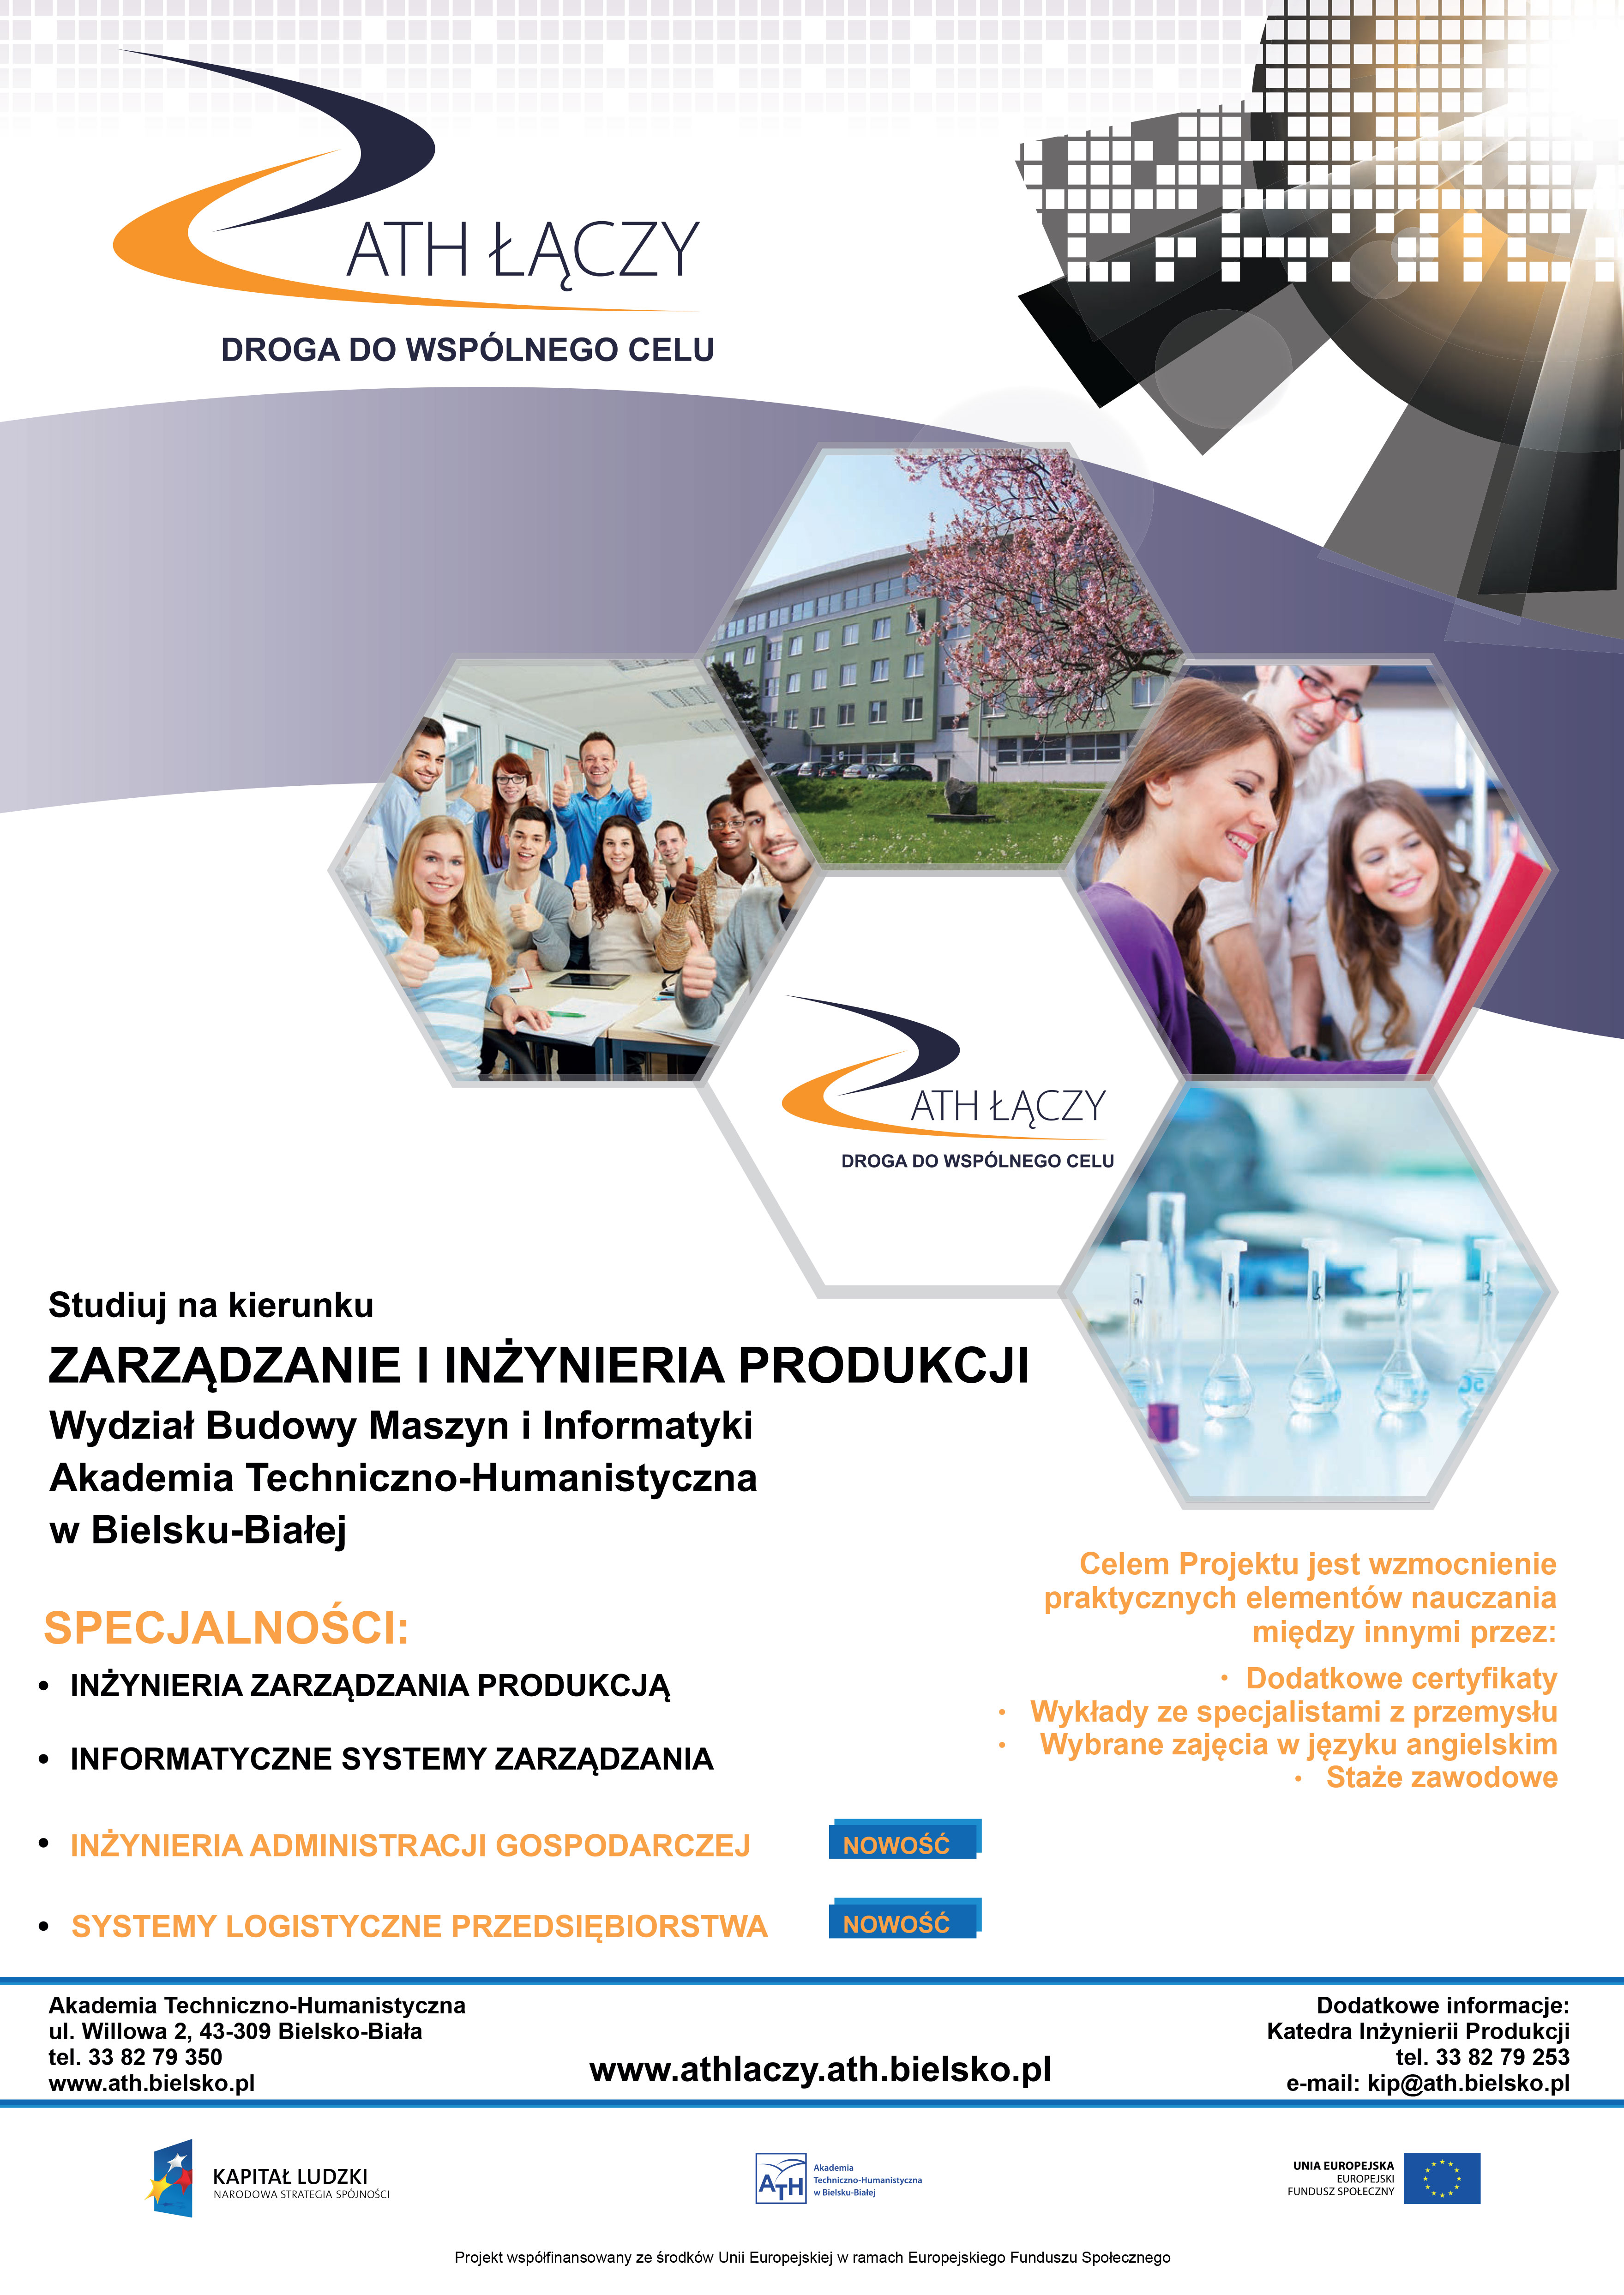 ATH ŁĄCZY
DROGA DO WSPÓLNEGO CELU
ATH ŁĄCZY
DROGA DO WSPÓLNEGO CELU
Studiuj na kierunku
ZARZĄDZANIE I INŻYNIERIA PRODUKCJI
Wydział Budowy Maszyn i Informatyki
Akademia Techniczno-Humanistyczna
w Bielsku-Białej
SPECJALNOŚCI:
• INŻYNIERIA ZARZĄDZANIA PRODUKCJĄ
• INFORMATYCZNE SYSTEMY ZARZĄDZANIA
• INŻYNIERIA ADMINISTRACJI GOSPODARCZEJ NOWOŚĆ
• SYSTEMY LOGISTYCZNE PRZEDSIĘBIORSTWA NOWOŚĆ
Celem Projektu jest wzmocnienie
praktycznych elementów nauczania
między innymi przez:
• Dodatkowe certyfikaty
• Wykłady ze specjalistami z przemysłu
• Wybrane zajęcia w języku angielskim
• Staże zawodowe
Akademia Techniczno-Humanistyczna
ul. Willowa 2, 43-309 Bielsko-Biała
tel. 33 82 79 350
www.ath.bielsko.pl
www.athlaczy.ath.bielsko.pl
Dodatkowe informacje:
Katedra Inżynierii Produkcji
tel. 33 82 79 253
e-mail: kip@ath.bielsko.pl
KAPITAŁ LUDZKI
NARODOWA STRATEGIA SPÓJNOŚCI
ATH
Akademia
Techniczno-Humanistyczna
w Bielsku-Białej
UNIA EUROPEJSKA
EUROPEJSKI
FUNDUSZ SPOŁECZNY
Projekt współfinansowany ze środków Unii Europejskiej w ramach Europejskiego Funduszu Społecznego